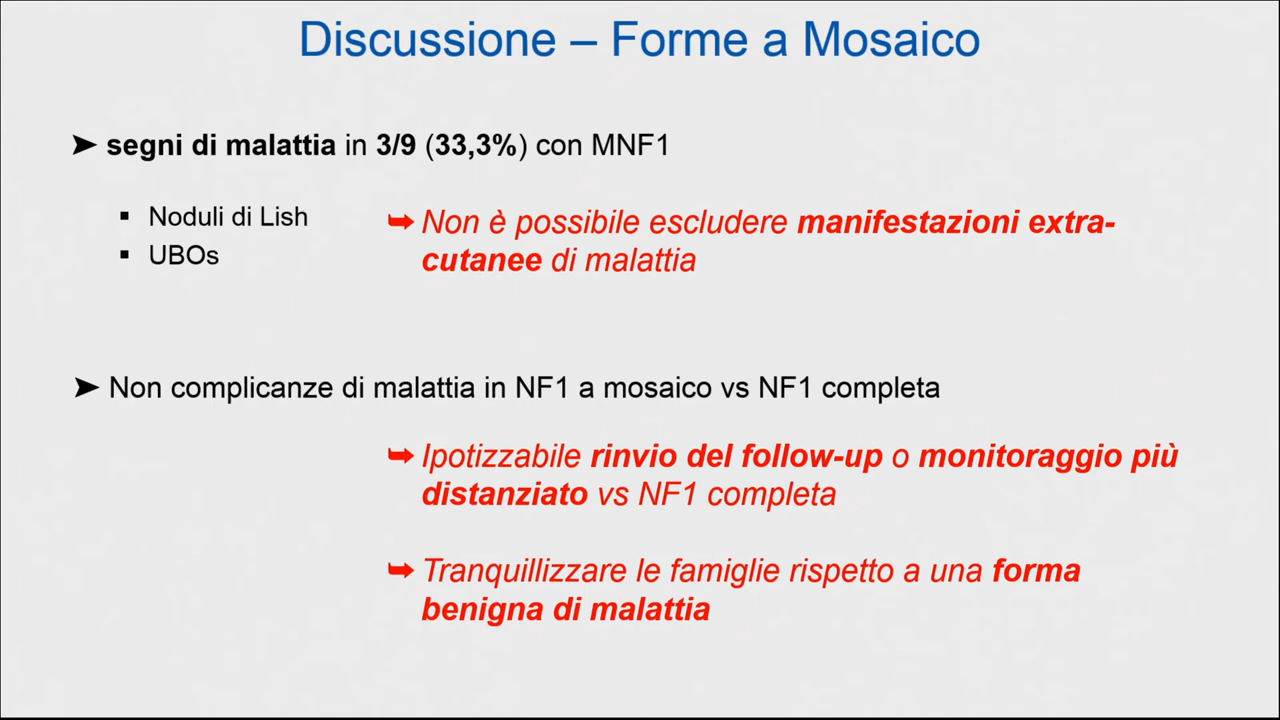 Discussione – Forme a Mosaico
➤ segni di malattia in 3/9 (33,3%) con MNF1
▪ Noduli di Lish
▪ UBOs
➥ Non è possibile escludere manifestazioni extra-
cutanee di malattia
➤ Non complicanze di malattia in NF1 a mosaico vs NF1 completa
➥ Ipotizzabile rinvio del follow-up o monitoraggio più
distanziato vs NF1 completa
➥ Tranquillizzare le famiglie rispetto a una forma
benigna di malattia